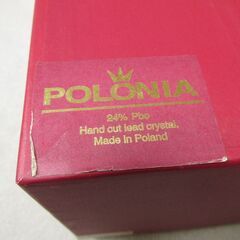 POLONIA
24% Pbo
Hand cut lead crystal,
Made in Poland